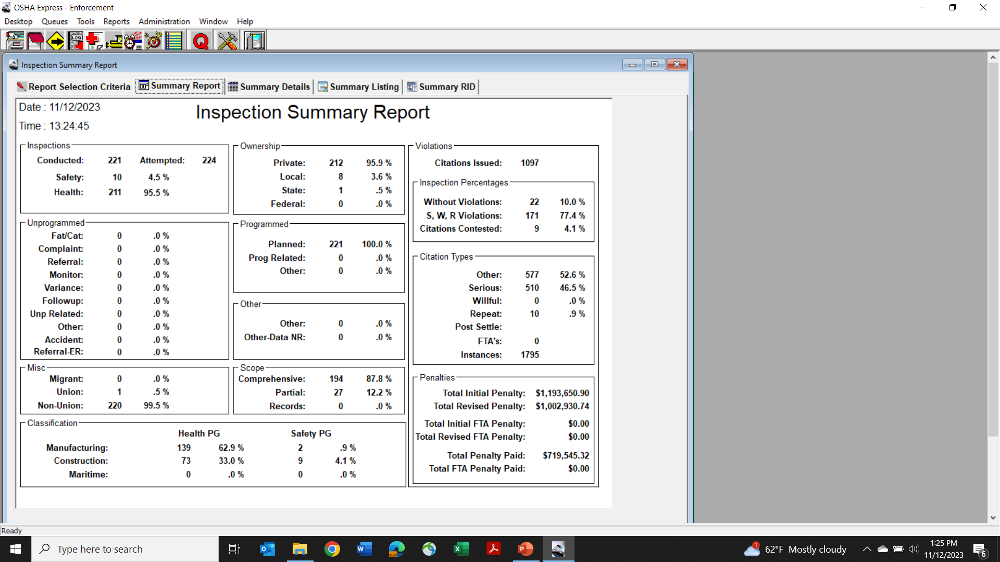 OSHA Express - Enforcement
Desktop Queues Tools Reports Administration Window Help
LOG
Q
Inspection Summary Report
Report Selection Criteria Summary Report Summary Details Summary Listing Summary RID
Date : 11/12/2023
Inspection Summary Report
Time : 13:24:45
Inspections
Conducted: 221 Attempted: 224
Safety: 10 4.5 %
Health: 211 95.5 %
Unprogrammed
Fat/Cat: 0 .0 %
Complaint: 0 .0 %
Referral: 0 .0 %
Monitor: 0 .0 %
Variance: 0 .0 %
Followup: 0 .0 %
Unp Related: 0 .0 %
Other: 0 .0 %
Accident: 0 .0 %
Referral-ER: 0 .0 %
Misc
Migrant: 0 .0 %
Union: 1 .5 %
Non-Union: 220 99.5 %
Ownership
Private: 212 95.9 %
Local: 8 3.6 %
State: 1 .5 %
Federal: 0 .0 %
Programmed
Planned: 221 100.0 %
Prog Related: 0 .0 %
Other: 0 .0 %
Other
Other: 0 .0 %
Other-Data NR: 0 .0 %
Scope
Comprehensive: 194 87.8 %
Partial: 27 12.2 %
Records: 0 .0 %
Classification
Health PG Safety PG
Manufacturing: 139 62.9 % 2 .9 %
Construction: 73 33.0 % 9 4.1 %
Maritime: 0 .0 % 0 .0 %
Violations
Citations Issued: 1097
Inspection Percentages
Without Violations: 22 10.0 %
S, W, R Violations: 171 77.4 %
Citations Contested: 9 4.1 %
Citation Types
Other: 577 52.6 %
Serious: 510 46.5 %
Willful: 0 .0 %
Repeat: 10 .9 %
Post Settle:
FTA's: 0
Instances: 1795
Penalties
Total Initial Penalty: $1,193,650.90
Total Revised Penalty: $1,002,930.74
Total Initial FTA Penalty: $0.00
Total Revised FTA Penalty: $0.00
Total Penalty Paid: $719,545.32
Total FTA Penalty Paid: $0.00
Ready
Type here to search
1
62°F Mostly cloudy
1:25 PM
11/12/2023
6